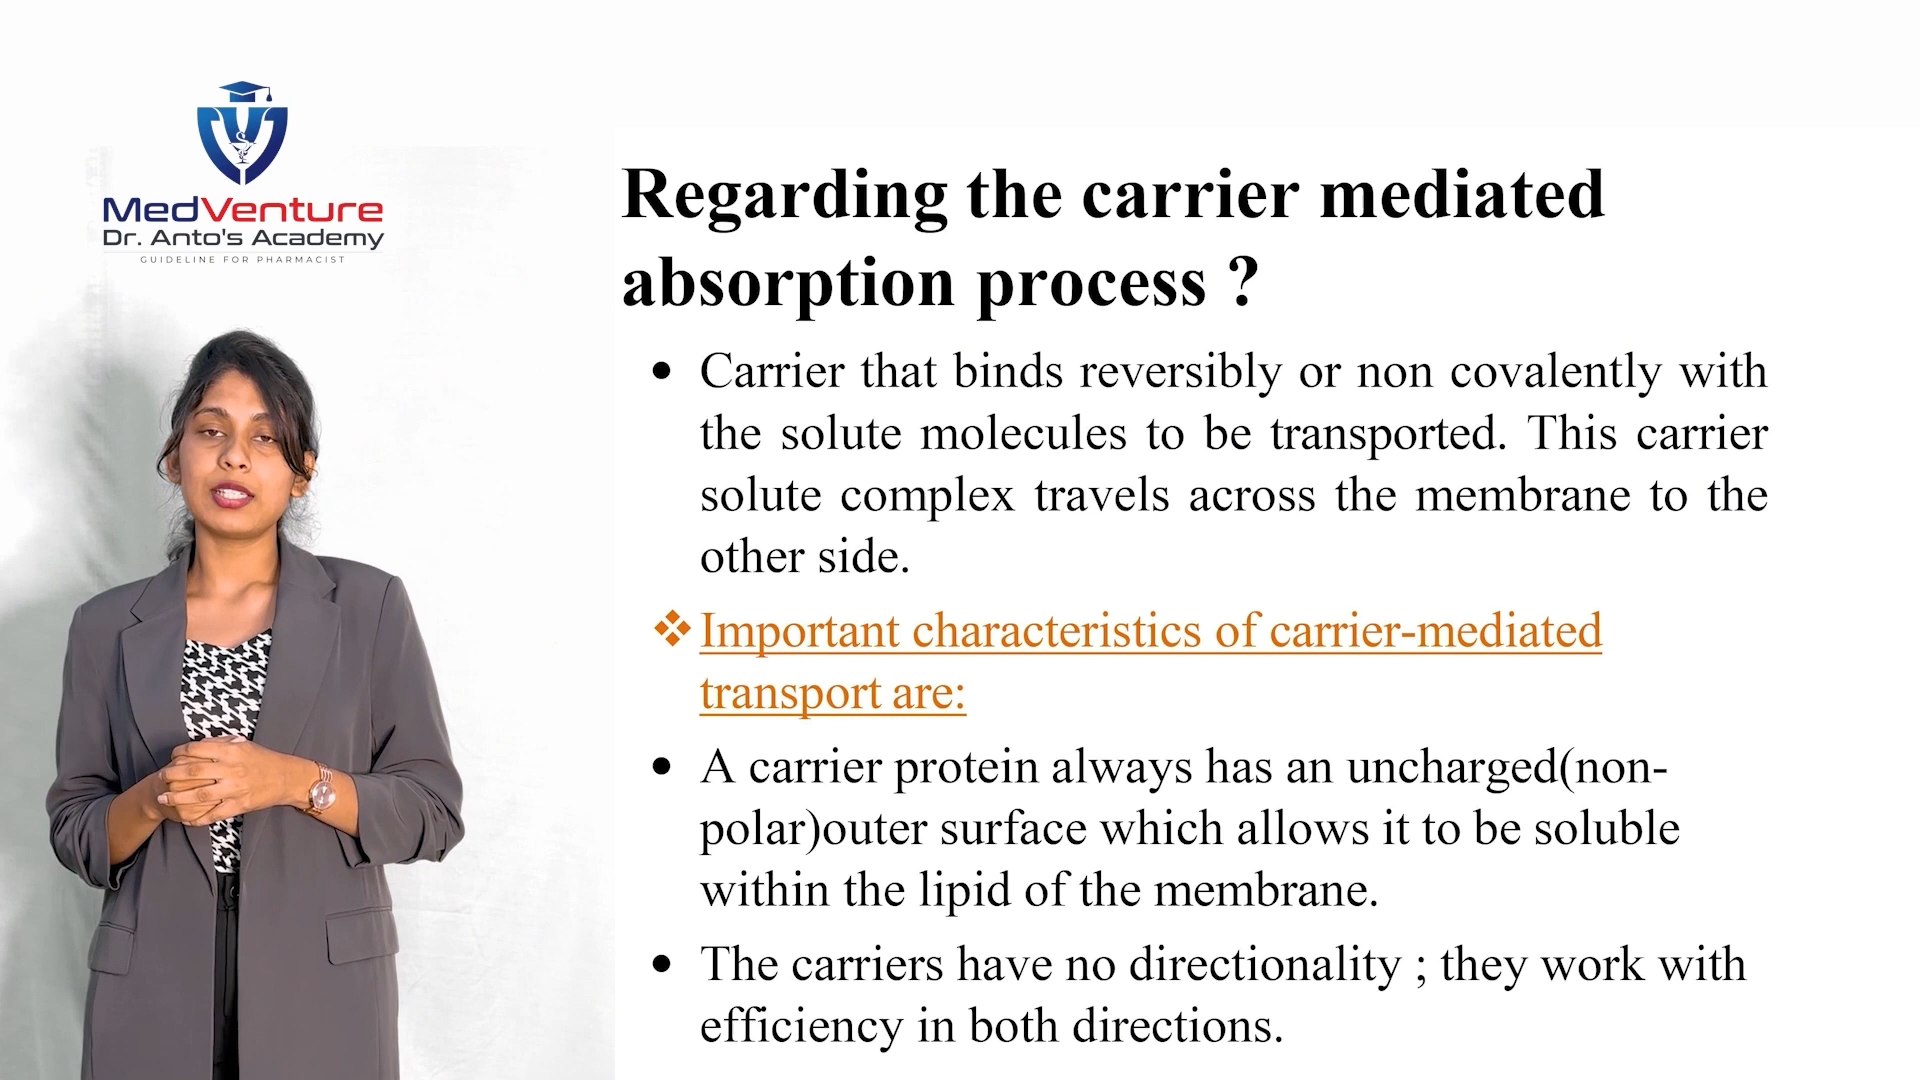 MedVenture
Dr. Anto's Academy
GUIDELINE FOR PHARMACIST
Regarding the carrier mediated
absorption process ?
• Carrier that binds reversibly or non covalently with
the solute molecules to be transported. This carrier
solute complex travels across the membrane to the
other side.
❖ Important characteristics of carrier-mediated
transport are:
• A carrier protein always has an uncharged(non-
polar)outer surface which allows it to be soluble
within the lipid of the membrane.
• The carriers have no directionality ; they work with
efficiency in both directions.